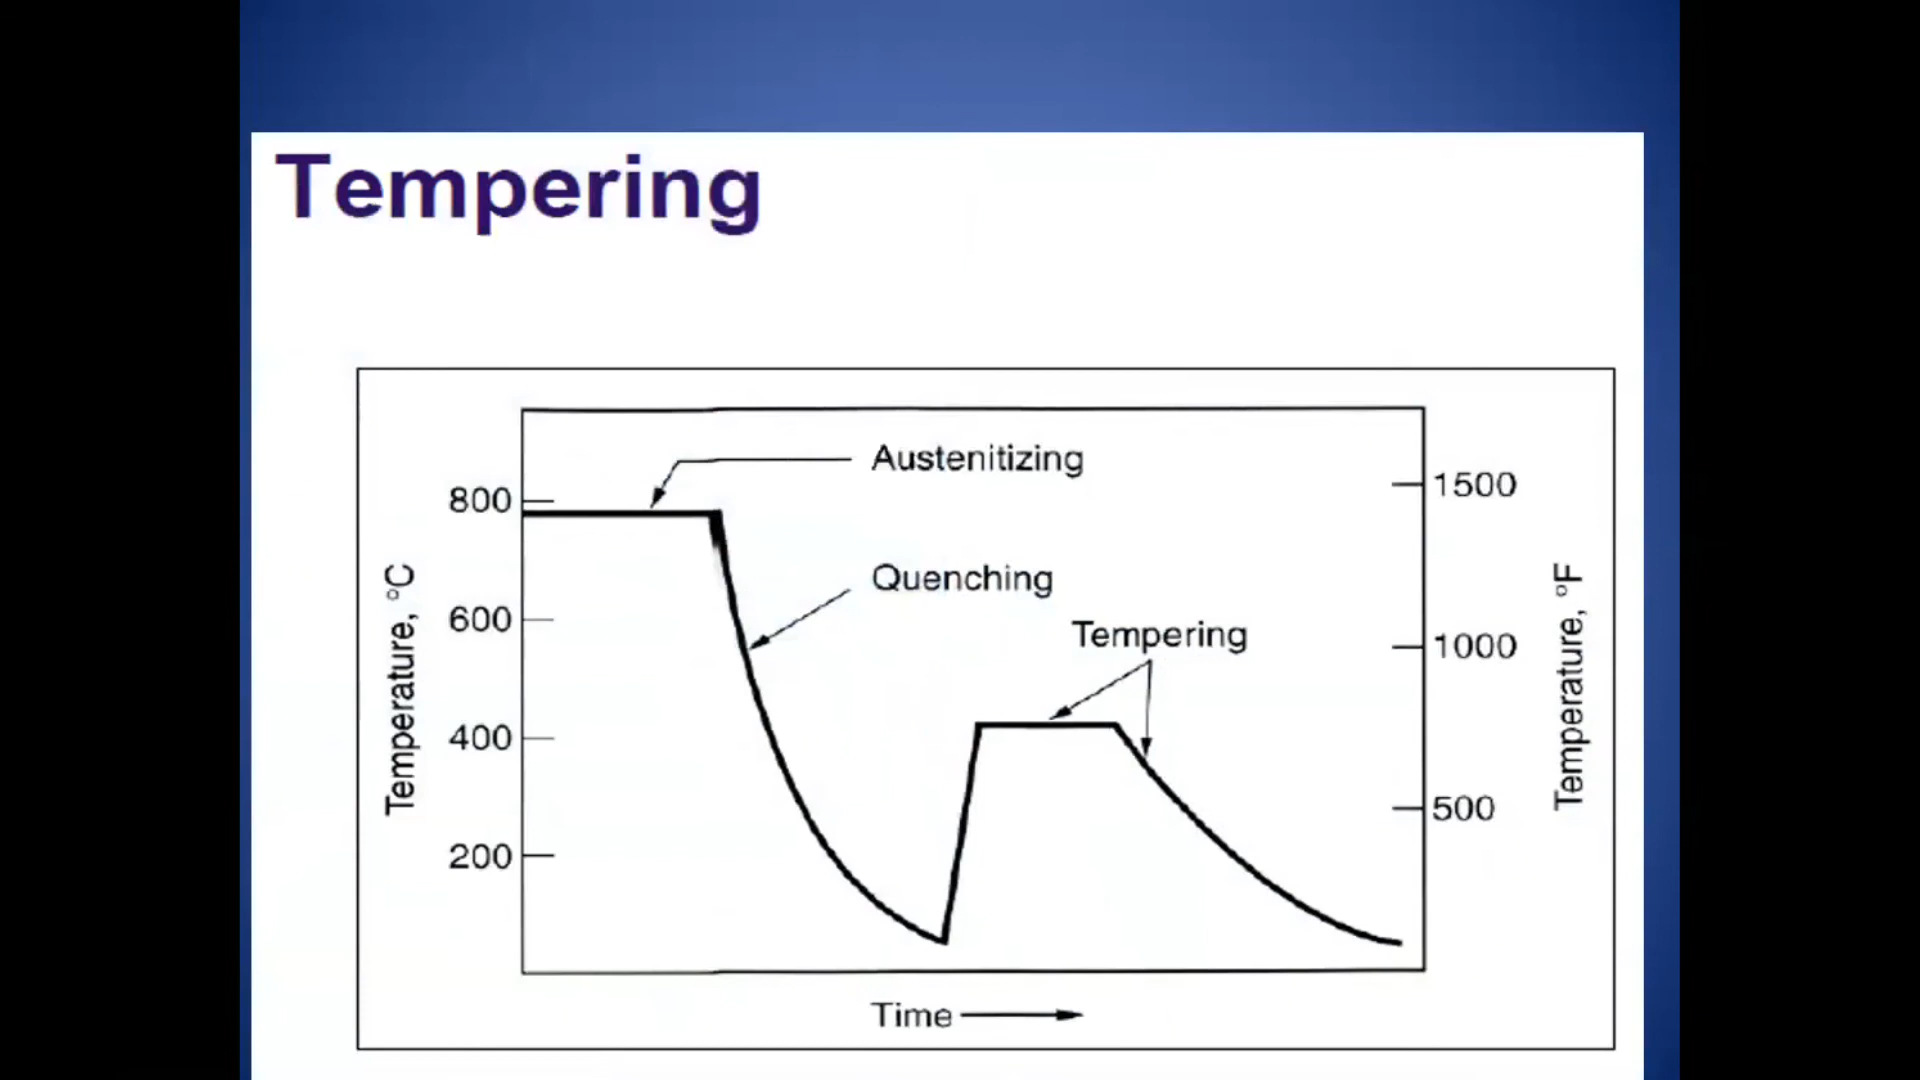 Tempering
Austenitizing
800
1500
Quenching
600
Tempering
1000
Temperature, °C
Temperature, °F
400
500
200
Time